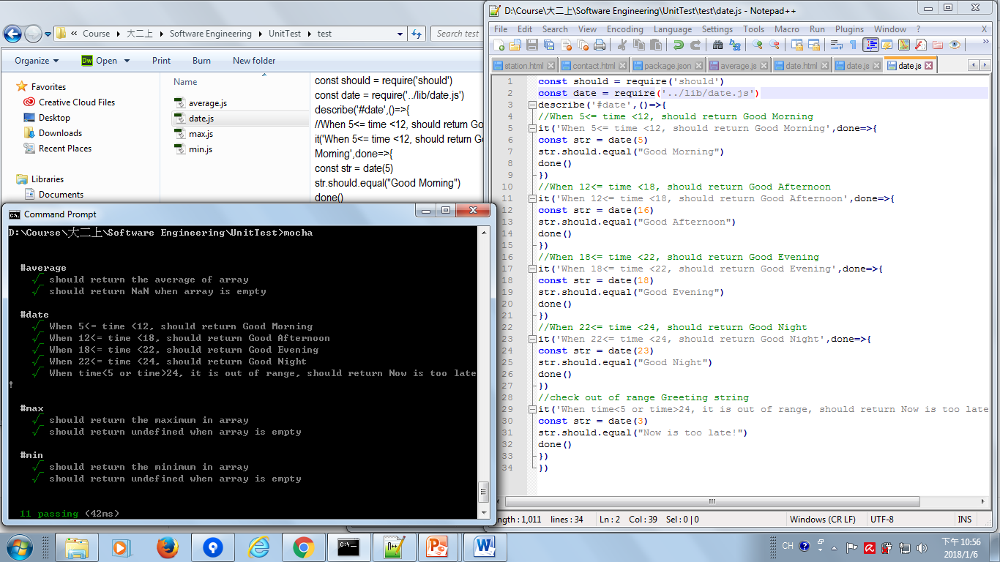 « Course ▸ 大二上 ▸ Software Engineering ▸ UnitTest ▸ test
Search test
Organize
Open
Print
Burn
New folder
Favorites
Creative Cloud Files
Desktop
Downloads
Recent Places
Libraries
Documents
Name
average.js
date.js
max.js
min.js
const should = require('should')
const date = require('../lib/date.js')
describe('#date',()=>{
//When 5<= time <12, should return Go
it('When 5<= time <12, should return Go
Morning',done=>{
const str = date(5)
str.should.equal("Good Morning")
done()
Command Prompt
D:\Course\大二上\Software Engineering\UnitTest>mocha
#average
√ should return the average of array
√ should return NaN when array is empty
#date
√ When 5<= time <12, should return Good Morning
√ When 12<= time <18, should return Good Afternoon
√ When 18<= time <22, should return Good Evening
√ When 22<= time <24, should return Good Night
√ When time<5 or time>24, it is out of range, should return Now is too late
!
#max
√ should return the maximum in array
√ should return undefined when array is empty
#min
√ should return the minimum in array
√ should return undefined when array is empty
11 passing (42ms)
D:\Course\大二上\Software Engineering\UnitTest\test\date.js - Notepad++
File Edit Search View Encoding Language Settings Tools Macro Run Plugins Window ? X
station.html contact.html package.json average.js date.html date.js date.js
1 const should = require('should')
2 const date = require('../lib/date.js')
3 describe('#date',()=>{
4 //When 5<= time <12, should return Good Morning
5 it('When 5<= time <12, should return Good Morning',done=>{
6 const str = date(5)
7 str.should.equal("Good Morning")
8 done()
9 })
10 //When 12<= time <18, should return Good Afternoon
11 it('When 12<= time <18, should return Good Afternoon',done=>{
12 const str = date(16)
13 str.should.equal("Good Afternoon")
14 done()
15 })
16 //When 18<= time <22, should return Good Evening
17 it('When 18<= time <22, should return Good Evening',done=>{
18 const str = date(18)
19 str.should.equal("Good Evening")
20 done()
21 })
22 //When 22<= time <24, should return Good Night
23 it('When 22<= time <24, should return Good Night',done=>{
24 const str = date(23)
25 str.should.equal("Good Night")
26 done()
27 })
28 //check out of range Greeting string
29 it('When time<5 or time>24, it is out of range, should return Now is too late
30 const str = date(3)
31 str.should.equal("Now is too late!")
32 done()
33 })
34 })
ngth : 1,011 lines : 34 Ln : 2 Col : 39 Sel : 0 | 0 Windows (CR LF) UTF-8 INS
CH
下午 10:56
2018/1/6